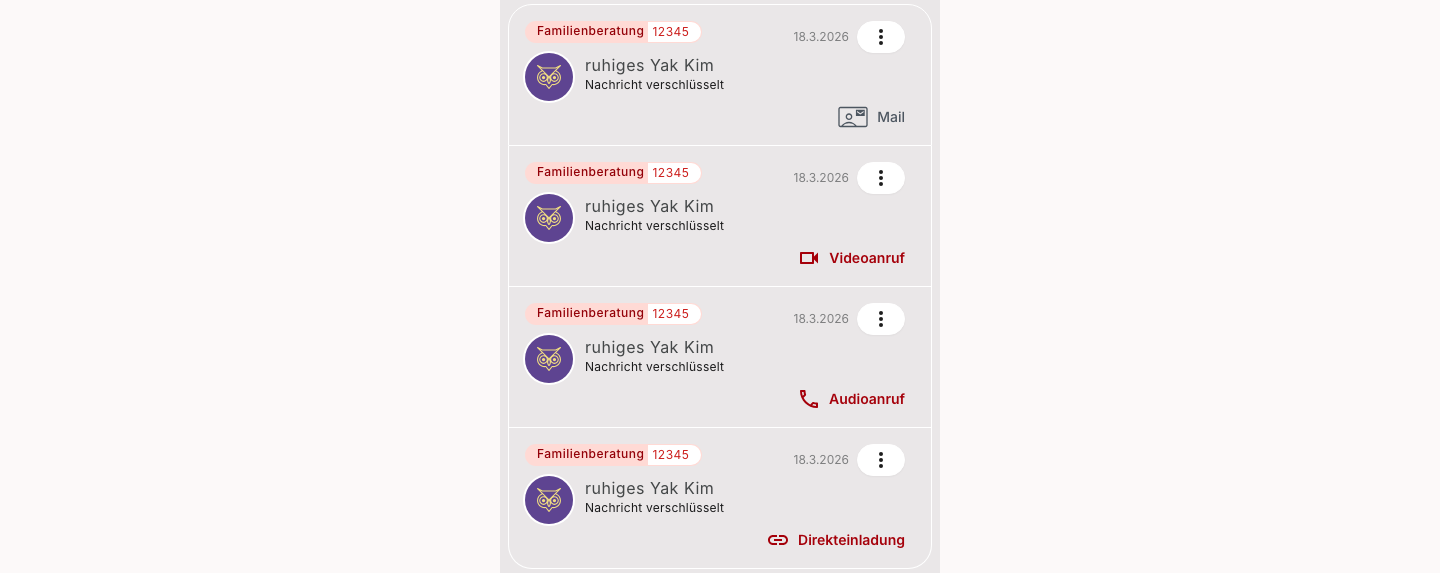 Familienberatung 12345 18.3.2026
ruhiges Yak Kim
Nachricht verschlüsselt
Mail
Familienberatung 12345 18.3.2026
ruhiges Yak Kim
Nachricht verschlüsselt
Videoanruf
Familienberatung 12345 18.3.2026
ruhiges Yak Kim
Nachricht verschlüsselt
Audioanruf
Familienberatung 12345 18.3.2026
ruhiges Yak Kim
Nachricht verschlüsselt
Direkteinladung